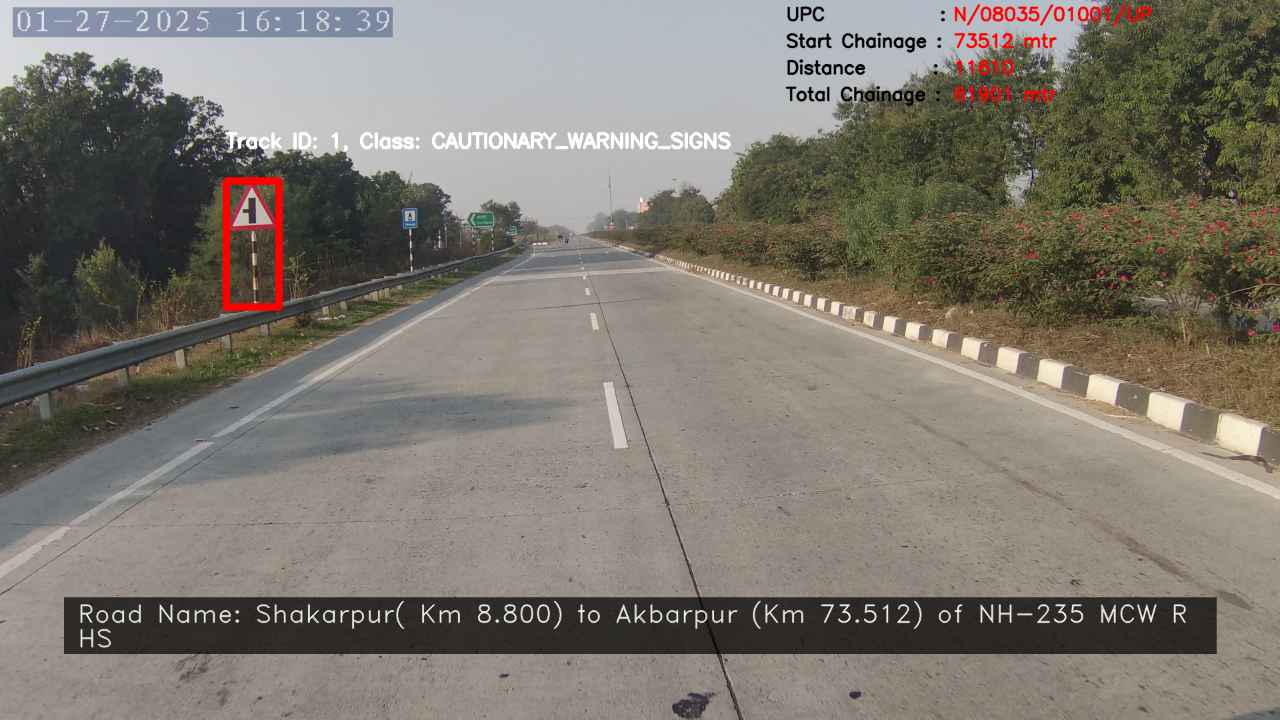 01-27-2025 16:18:39
UPC : N/08035/01001/UP
Start Chainage : 73512 mtr
Distance : 11610
Total Chainage : 61901 mtr
Track ID: 1, Class: CAUTIONARY_WARNING_SIGNS
Road Name: Shakarpur( Km 8.800) to Akbarpur (Km 73.512) of NH-235 MCW R
HS